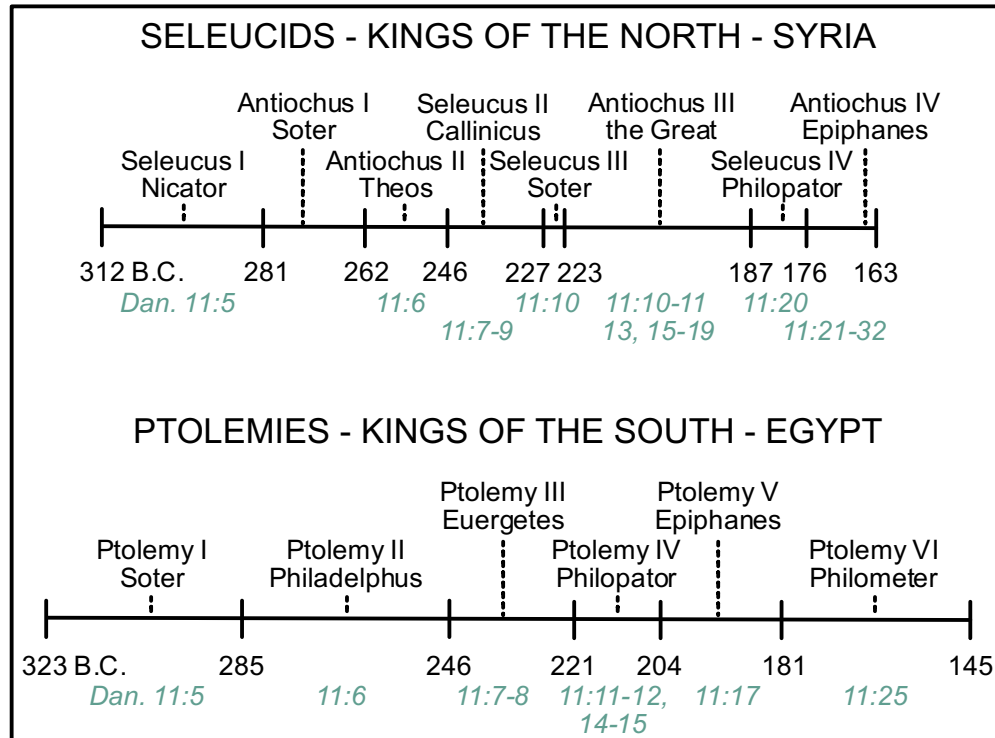 SELEUCIDS - KINGS OF THE NORTH - SYRIA
Antiochus I
Soter
Seleucus II
Callinicus
Antiochus III
the Great
Antiochus IV
Epiphanes
Seleucus I
Nicator
Antiochus II
Theos
Seleucus III
Soter
Seleucus IV
Philopator
312 B.C. 281 262 246 227 223 187 176 163
Dan. 11:5 11:6 11:10 11:10-11 11:20
11:7-9 13, 15-19 11:21-32
PTOLEMIES - KINGS OF THE SOUTH - EGYPT
Ptolemy III
Euergetes
Ptolemy V
Epiphanes
Ptolemy I
Soter
Ptolemy II
Philadelphus
Ptolemy IV
Philopator
Ptolemy VI
Philometer
323 B.C. 285 246 221 204 181 145
Dan. 11:5 11:6 11:7-8 11:11-12, 11:17 11:25
14-15